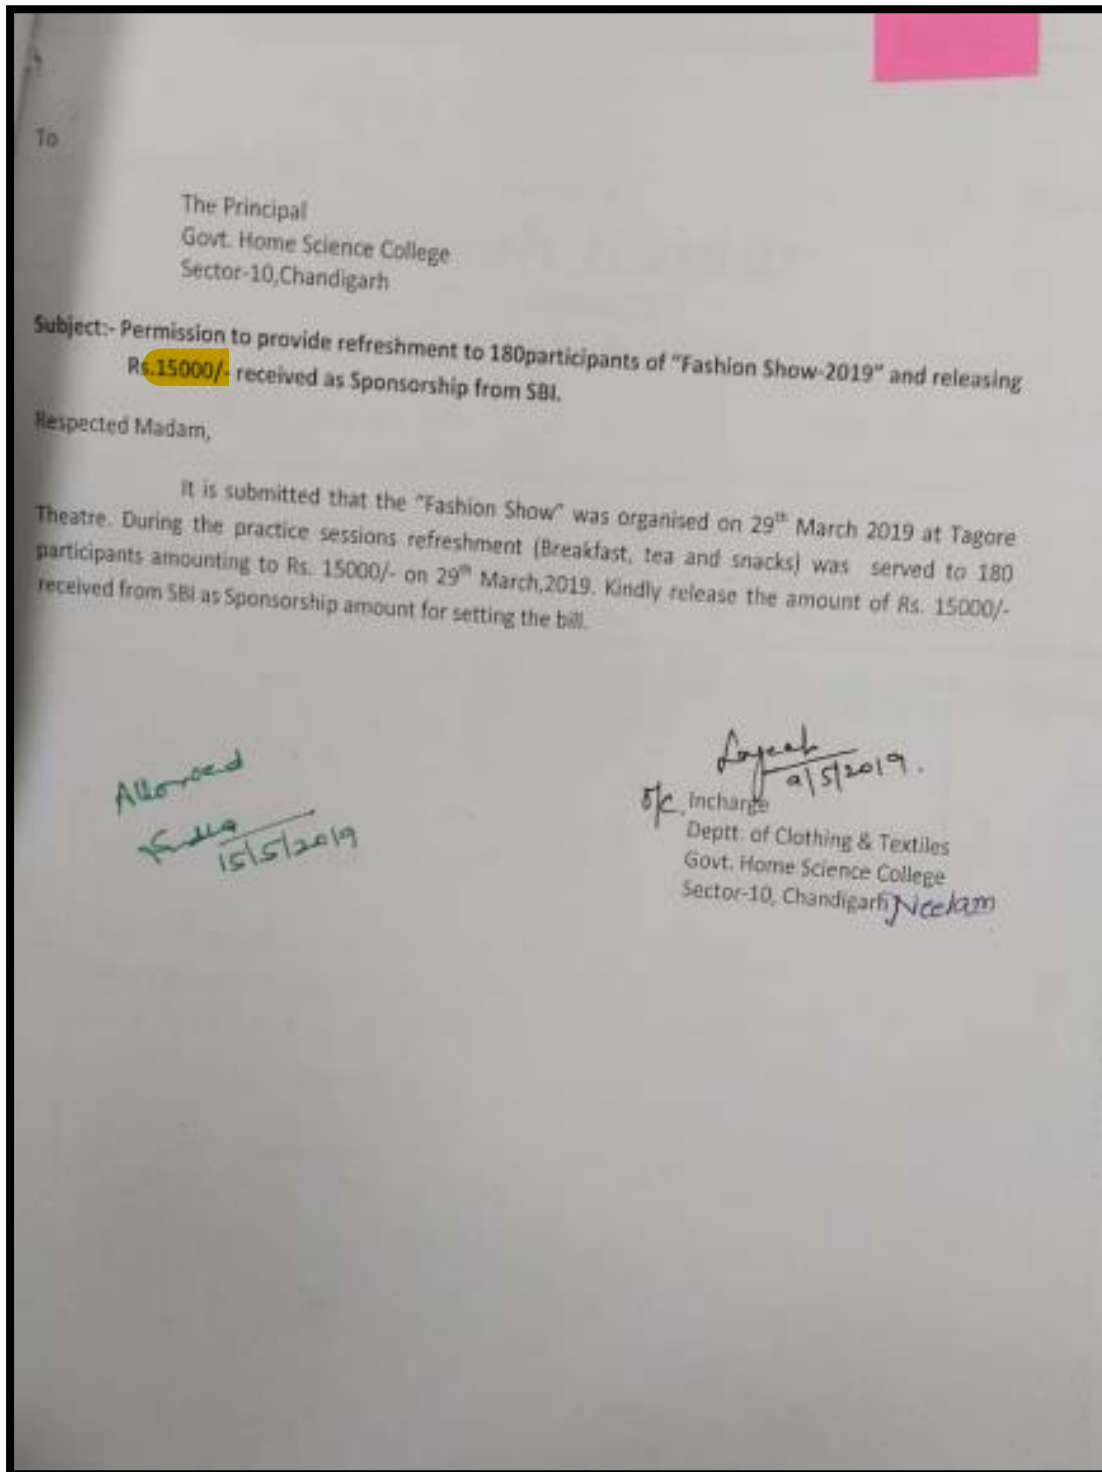 To
The Principal
Govt. Home Science College
Sector-10,Chandigarh
Subject:- Permission to provide refreshment to 180participants of "Fashion Show-2019" and releasing
Rs.15000/- received as Sponsorship from SBI.
Respected Madam,
It is submitted that the "Fashion Show" was organised on 29th March 2019 at Tagore
Theatre. During the practice sessions refreshment (Breakfast, tea and snacks) was served to 180
participants amounting to Rs. 15000/- on 29th March,2019. Kindly release the amount of Rs. 15000/-
received from SBI as Sponsorship amount for setting the bill.
Allowed
15/5/2019
/5/2019.
Incharge
Deptt. of Clothing & Textiles
Govt. Home Science College
Sector-10, Chandigarh Neelam